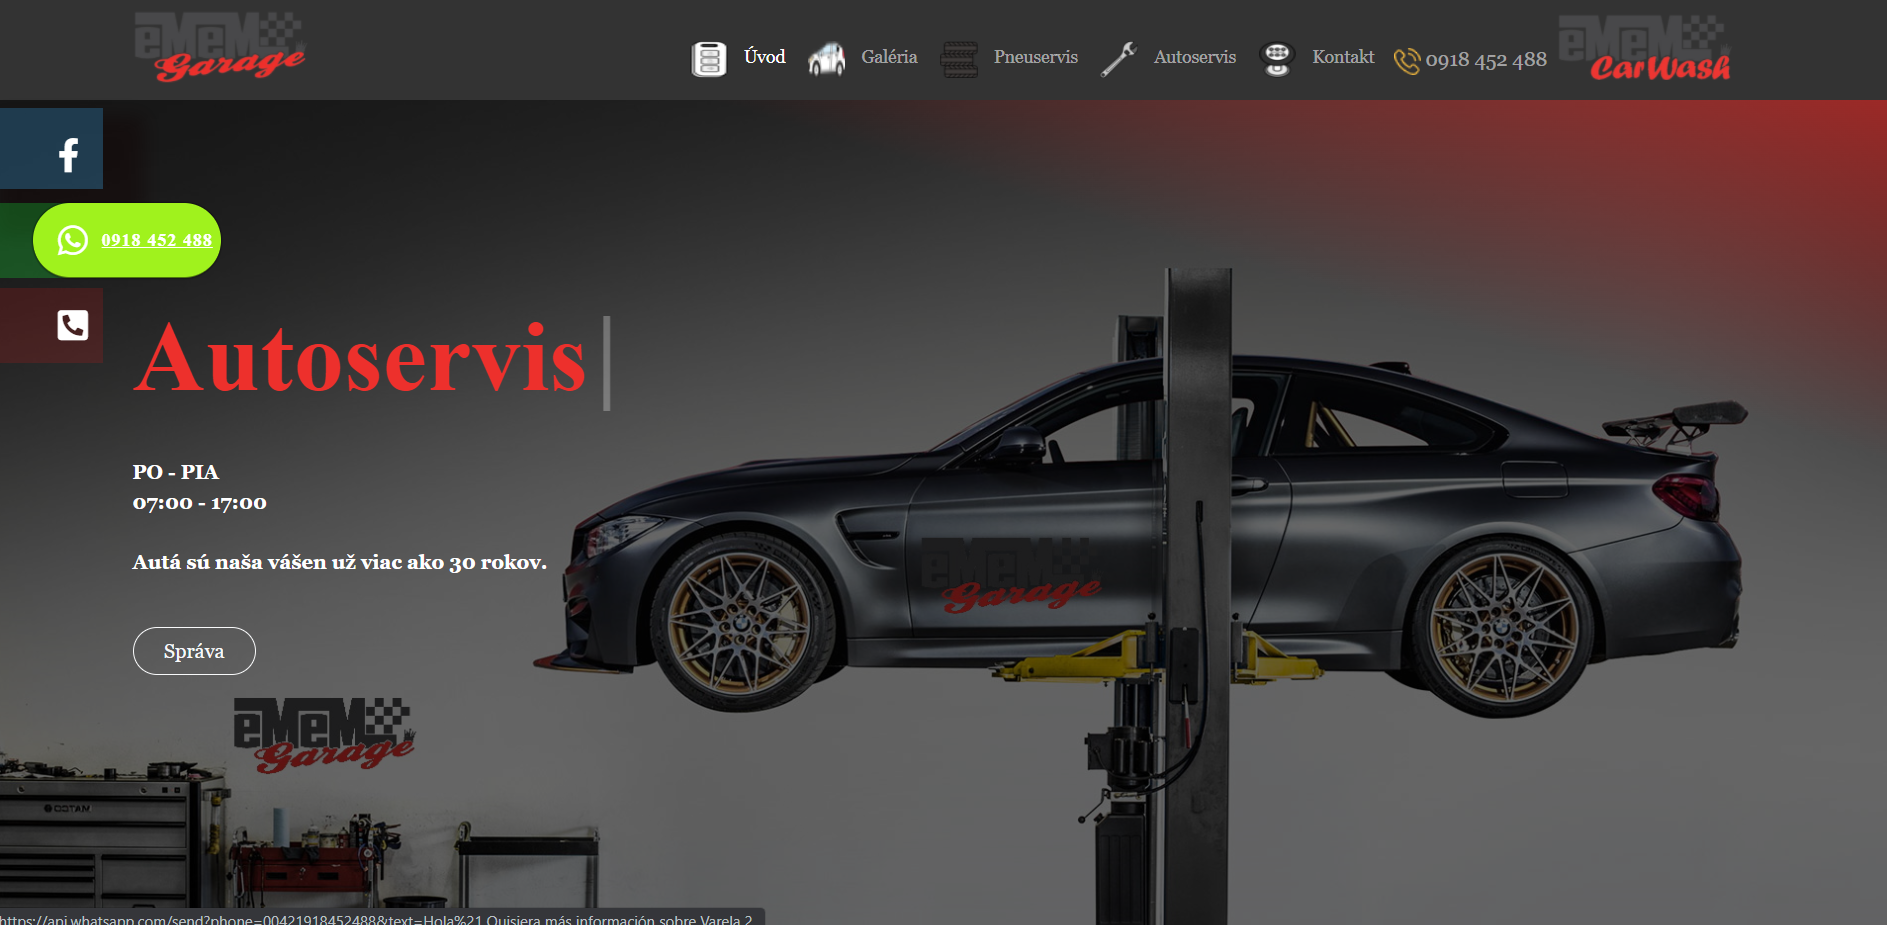 eMeM
Garage
Úvod
Galéria
Pneuservis
Autoservis
Kontakt
0918 452 488
eMeM
CarWash
0918 452 488
Autoservis
PO - PIA
07:00 - 17:00
Autá sú naša vášen už viac ako 30 rokov.
Správa
eMeM
Garage
eMeM
Garage
DOTAN
https://api.whatsapp.com/send?phone=00421918452488&text=Hola%21 Quisiera más información sobre Varela 2